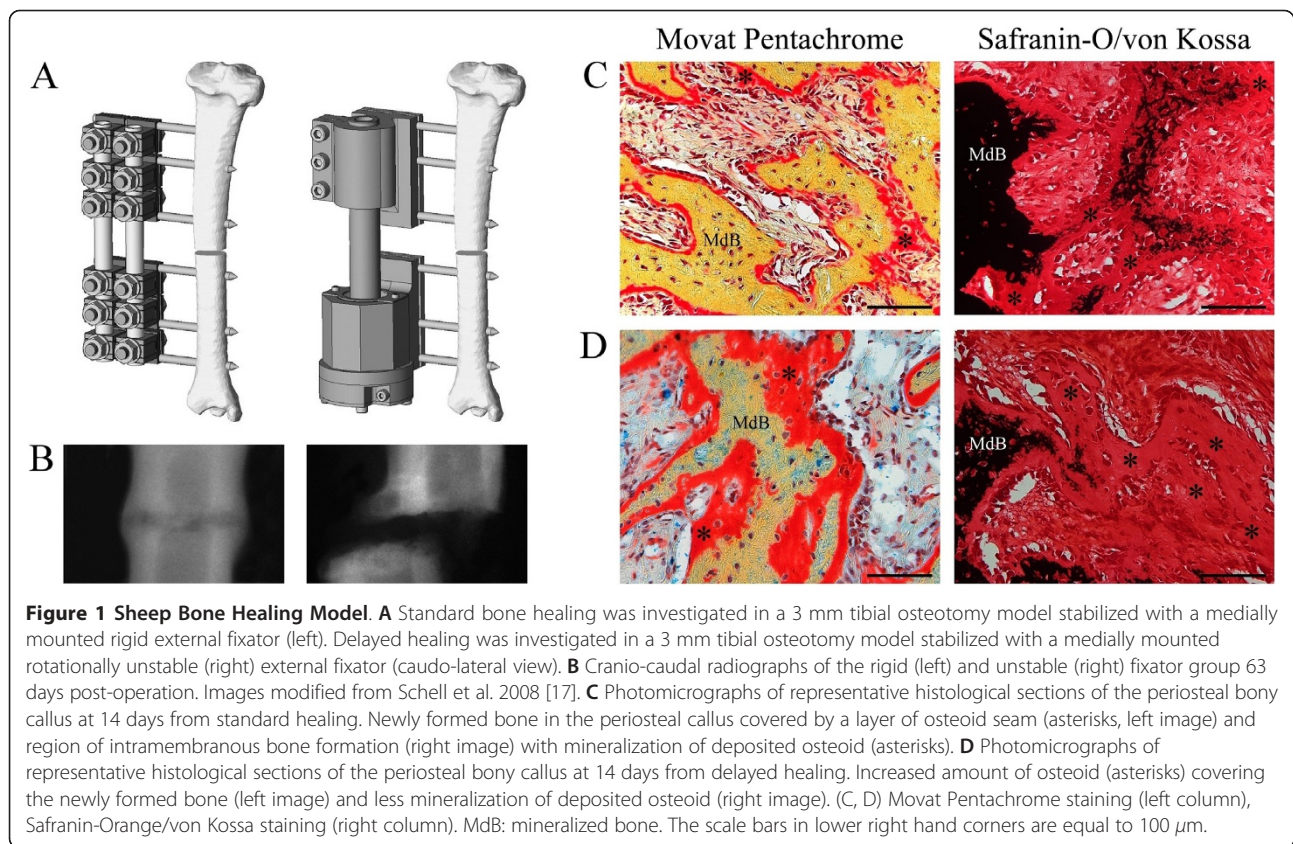 Movat Pentachrome
Safranin-O/von Kossa
A
C
*
*
MdB
*
MdB
*
*
*
*
B
D
*
MdB
*
*
MdB
*
*
*
*
Figure 1 Sheep Bone Healing Model. A Standard bone healing was investigated in a 3 mm tibial osteotomy model stabilized with a medially
mounted rigid external fixator (left). Delayed healing was investigated in a 3 mm tibial osteotomy model stabilized with a medially mounted
rotationally unstable (right) external fixator (caudo-lateral view). B Cranio-caudal radiographs of the rigid (left) and unstable (right) fixator group 63
days post-operation. Images modified from Schell et al. 2008 [17]. C Photomicrographs of representative histological sections of the periosteal bony
callus at 14 days from standard healing. Newly formed bone in the periosteal callus covered by a layer of osteoid seam (asterisks, left image) and
region of intramembranous bone formation (right image) with mineralization of deposited osteoid (asterisks). D Photomicrographs of
representative histological sections of the periosteal bony callus at 14 days from delayed healing. Increased amount of osteoid (asterisks) covering
the newly formed bone (left image) and less mineralization of deposited osteoid (right image). (C, D) Movat Pentachrome staining (left column),
Safranin-Orange/von Kossa staining (right column). MdB: mineralized bone. The scale bars in lower right hand corners are equal to 100 μm.